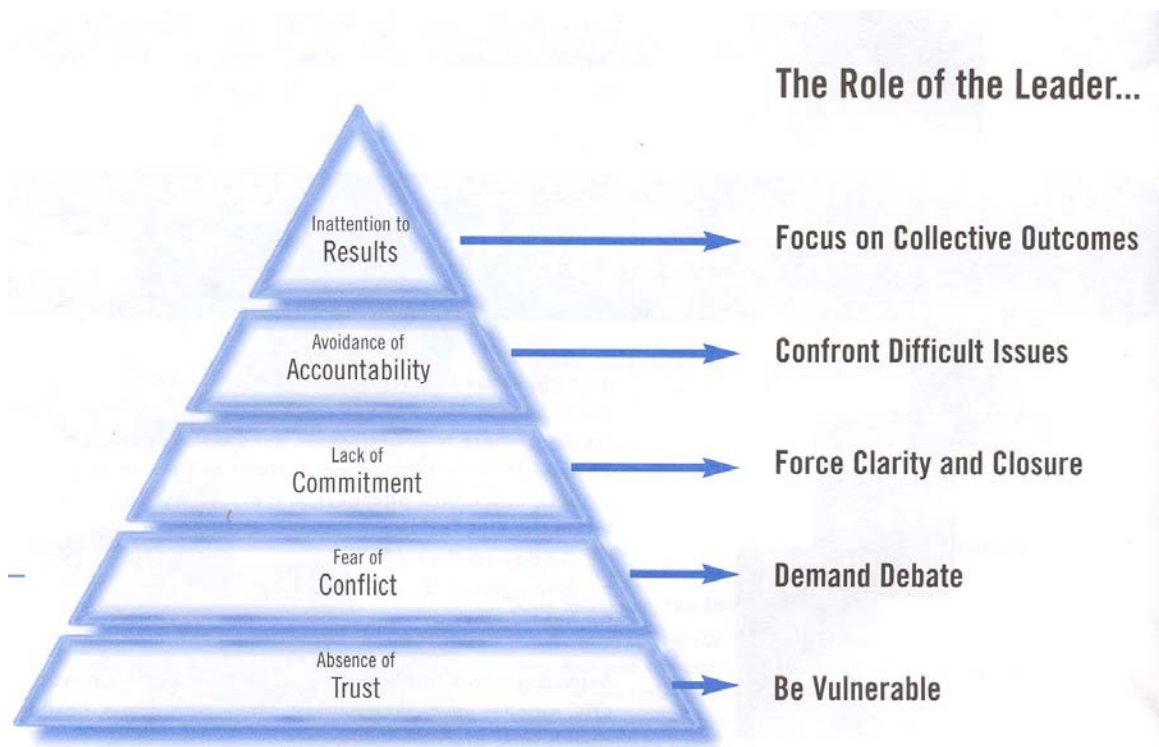 The Role of the Leader...
Inattention to
Results
Focus on Collective Outcomes
Avoidance of
Accountability
Confront Difficult Issues
Lack of
Commitment
Force Clarity and Closure
Fear of
Conflict
Demand Debate
Absence of
Trust
Be Vulnerable